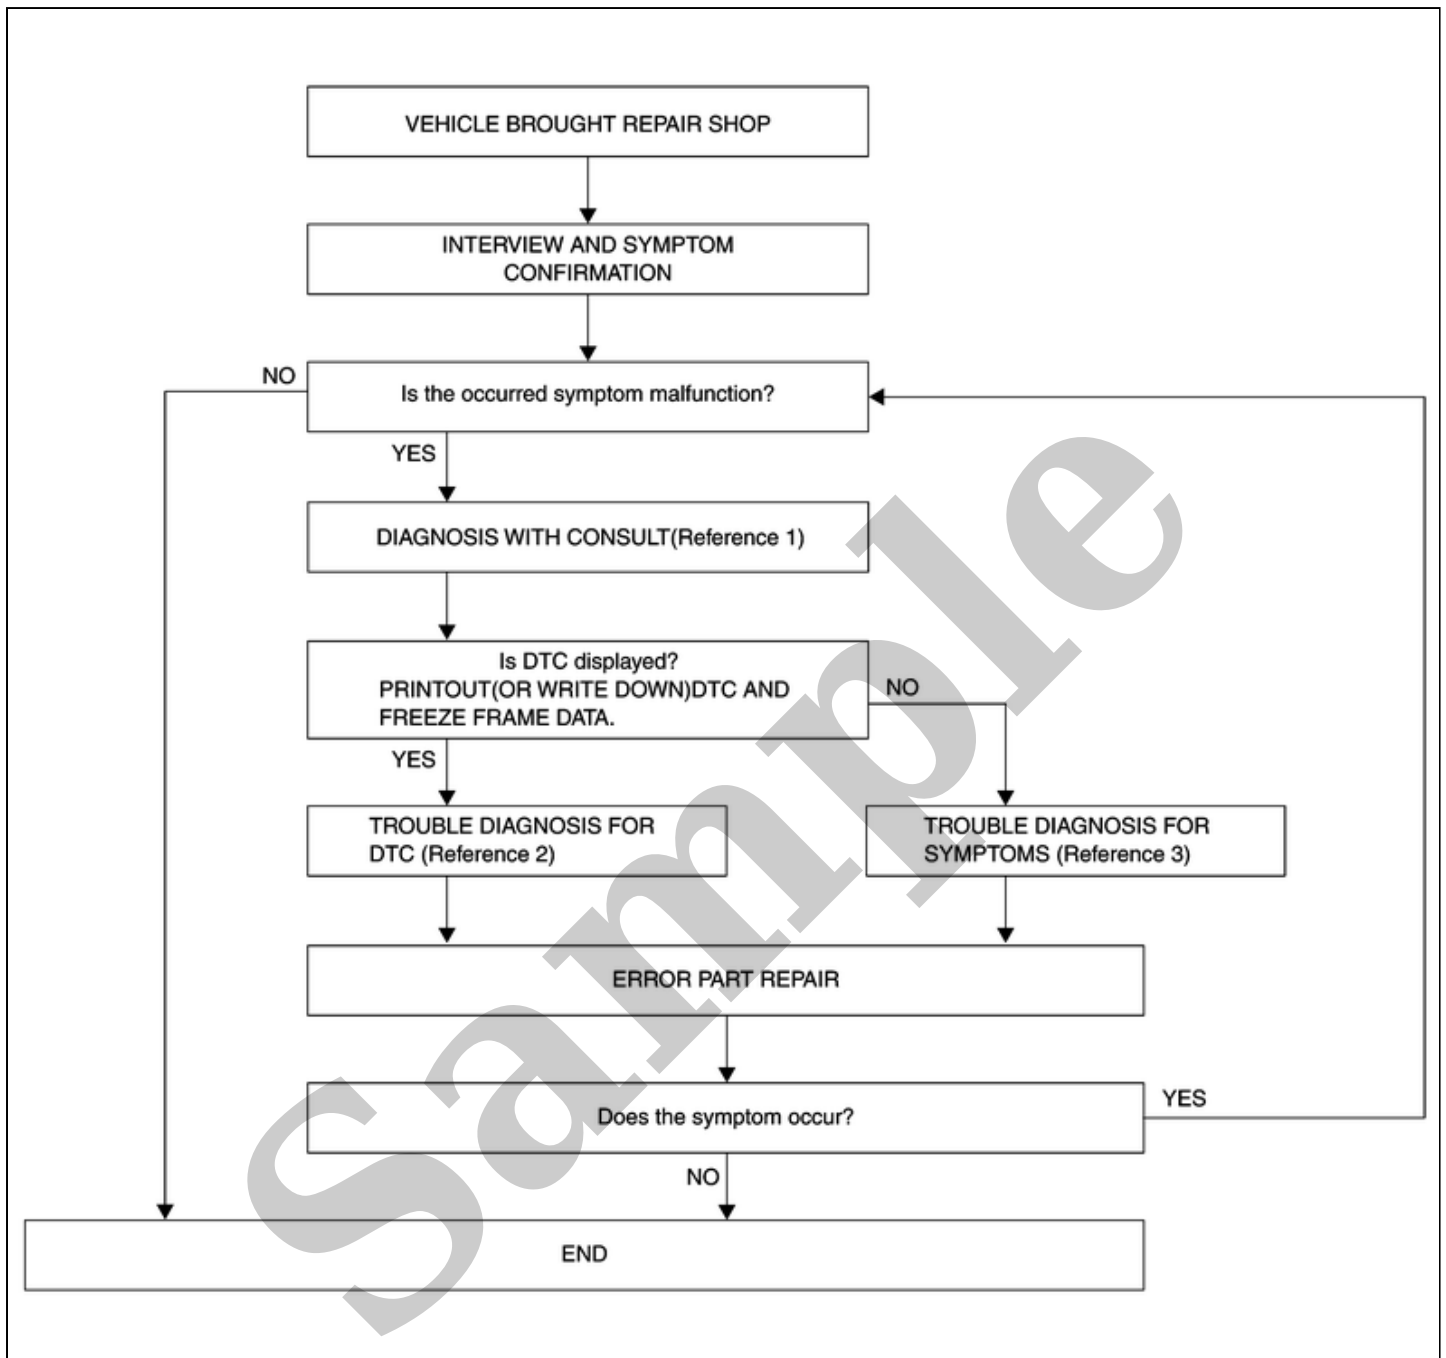 VEHICLE BROUGHT REPAIR SHOP
INTERVIEW AND SYMPTOM
CONFIRMATION
NO
Is the occurred symptom malfunction?
YES
DIAGNOSIS WITH CONSULT(Reference 1)
Is DTC displayed?
PRINTOUT(OR WRITE DOWN)DTC AND
FREEZE FRAME DATA.
NO
YES
TROUBLE DIAGNOSIS FOR
DTC (Reference 2)
TROUBLE DIAGNOSIS FOR
SYMPTOMS (Reference 3)
ERROR PART REPAIR
Does the symptom occur?
YES
NO
END
Sample